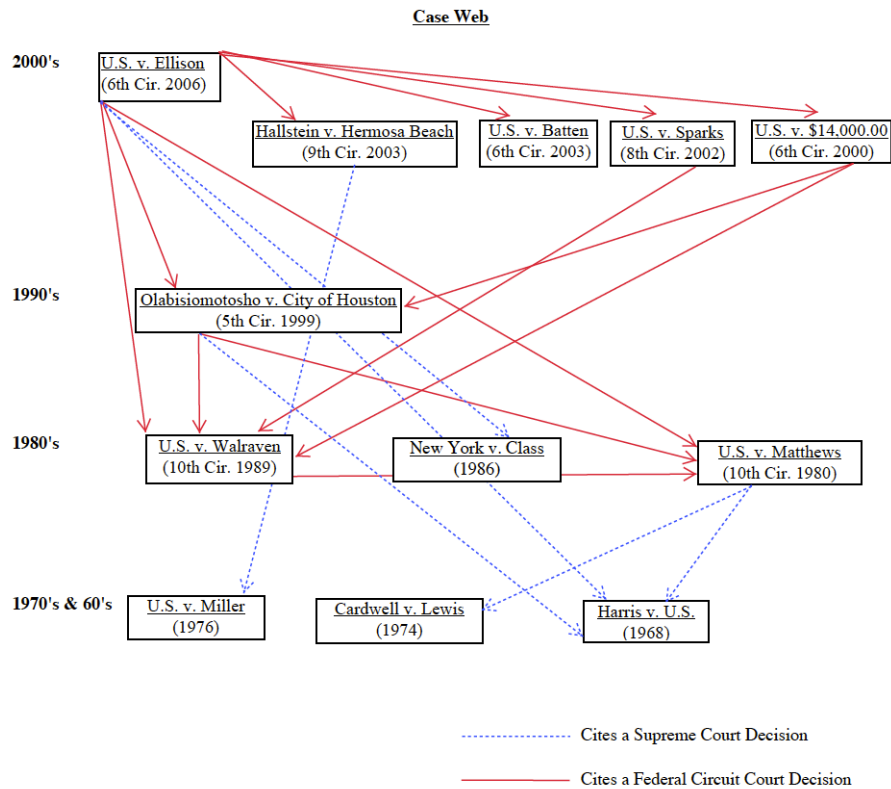 Case Web
2000's
U.S. v. Ellison
(6th Cir. 2006)
Hallstein v. Hermosa Beach
(9th Cir. 2003)
U.S. v. Batten
(6th Cir. 2003)
U.S. v. Sparks
(8th Cir. 2002)
U.S. v. $14,000.00
(6th Cir. 2000)
1990's
Olabisiomotosho v. City of Houston
(5th Cir. 1999)
1980's
U.S. v. Walraven
(10th Cir. 1989)
New York v. Class
(1986)
U.S. v. Matthews
(10th Cir. 1980)
1970's & 60's
U.S. v. Miller
(1976)
Cardwell v. Lewis
(1974)
Harris v. U.S.
(1968)
Cites a Supreme Court Decision
Cites a Federal Circuit Court Decision